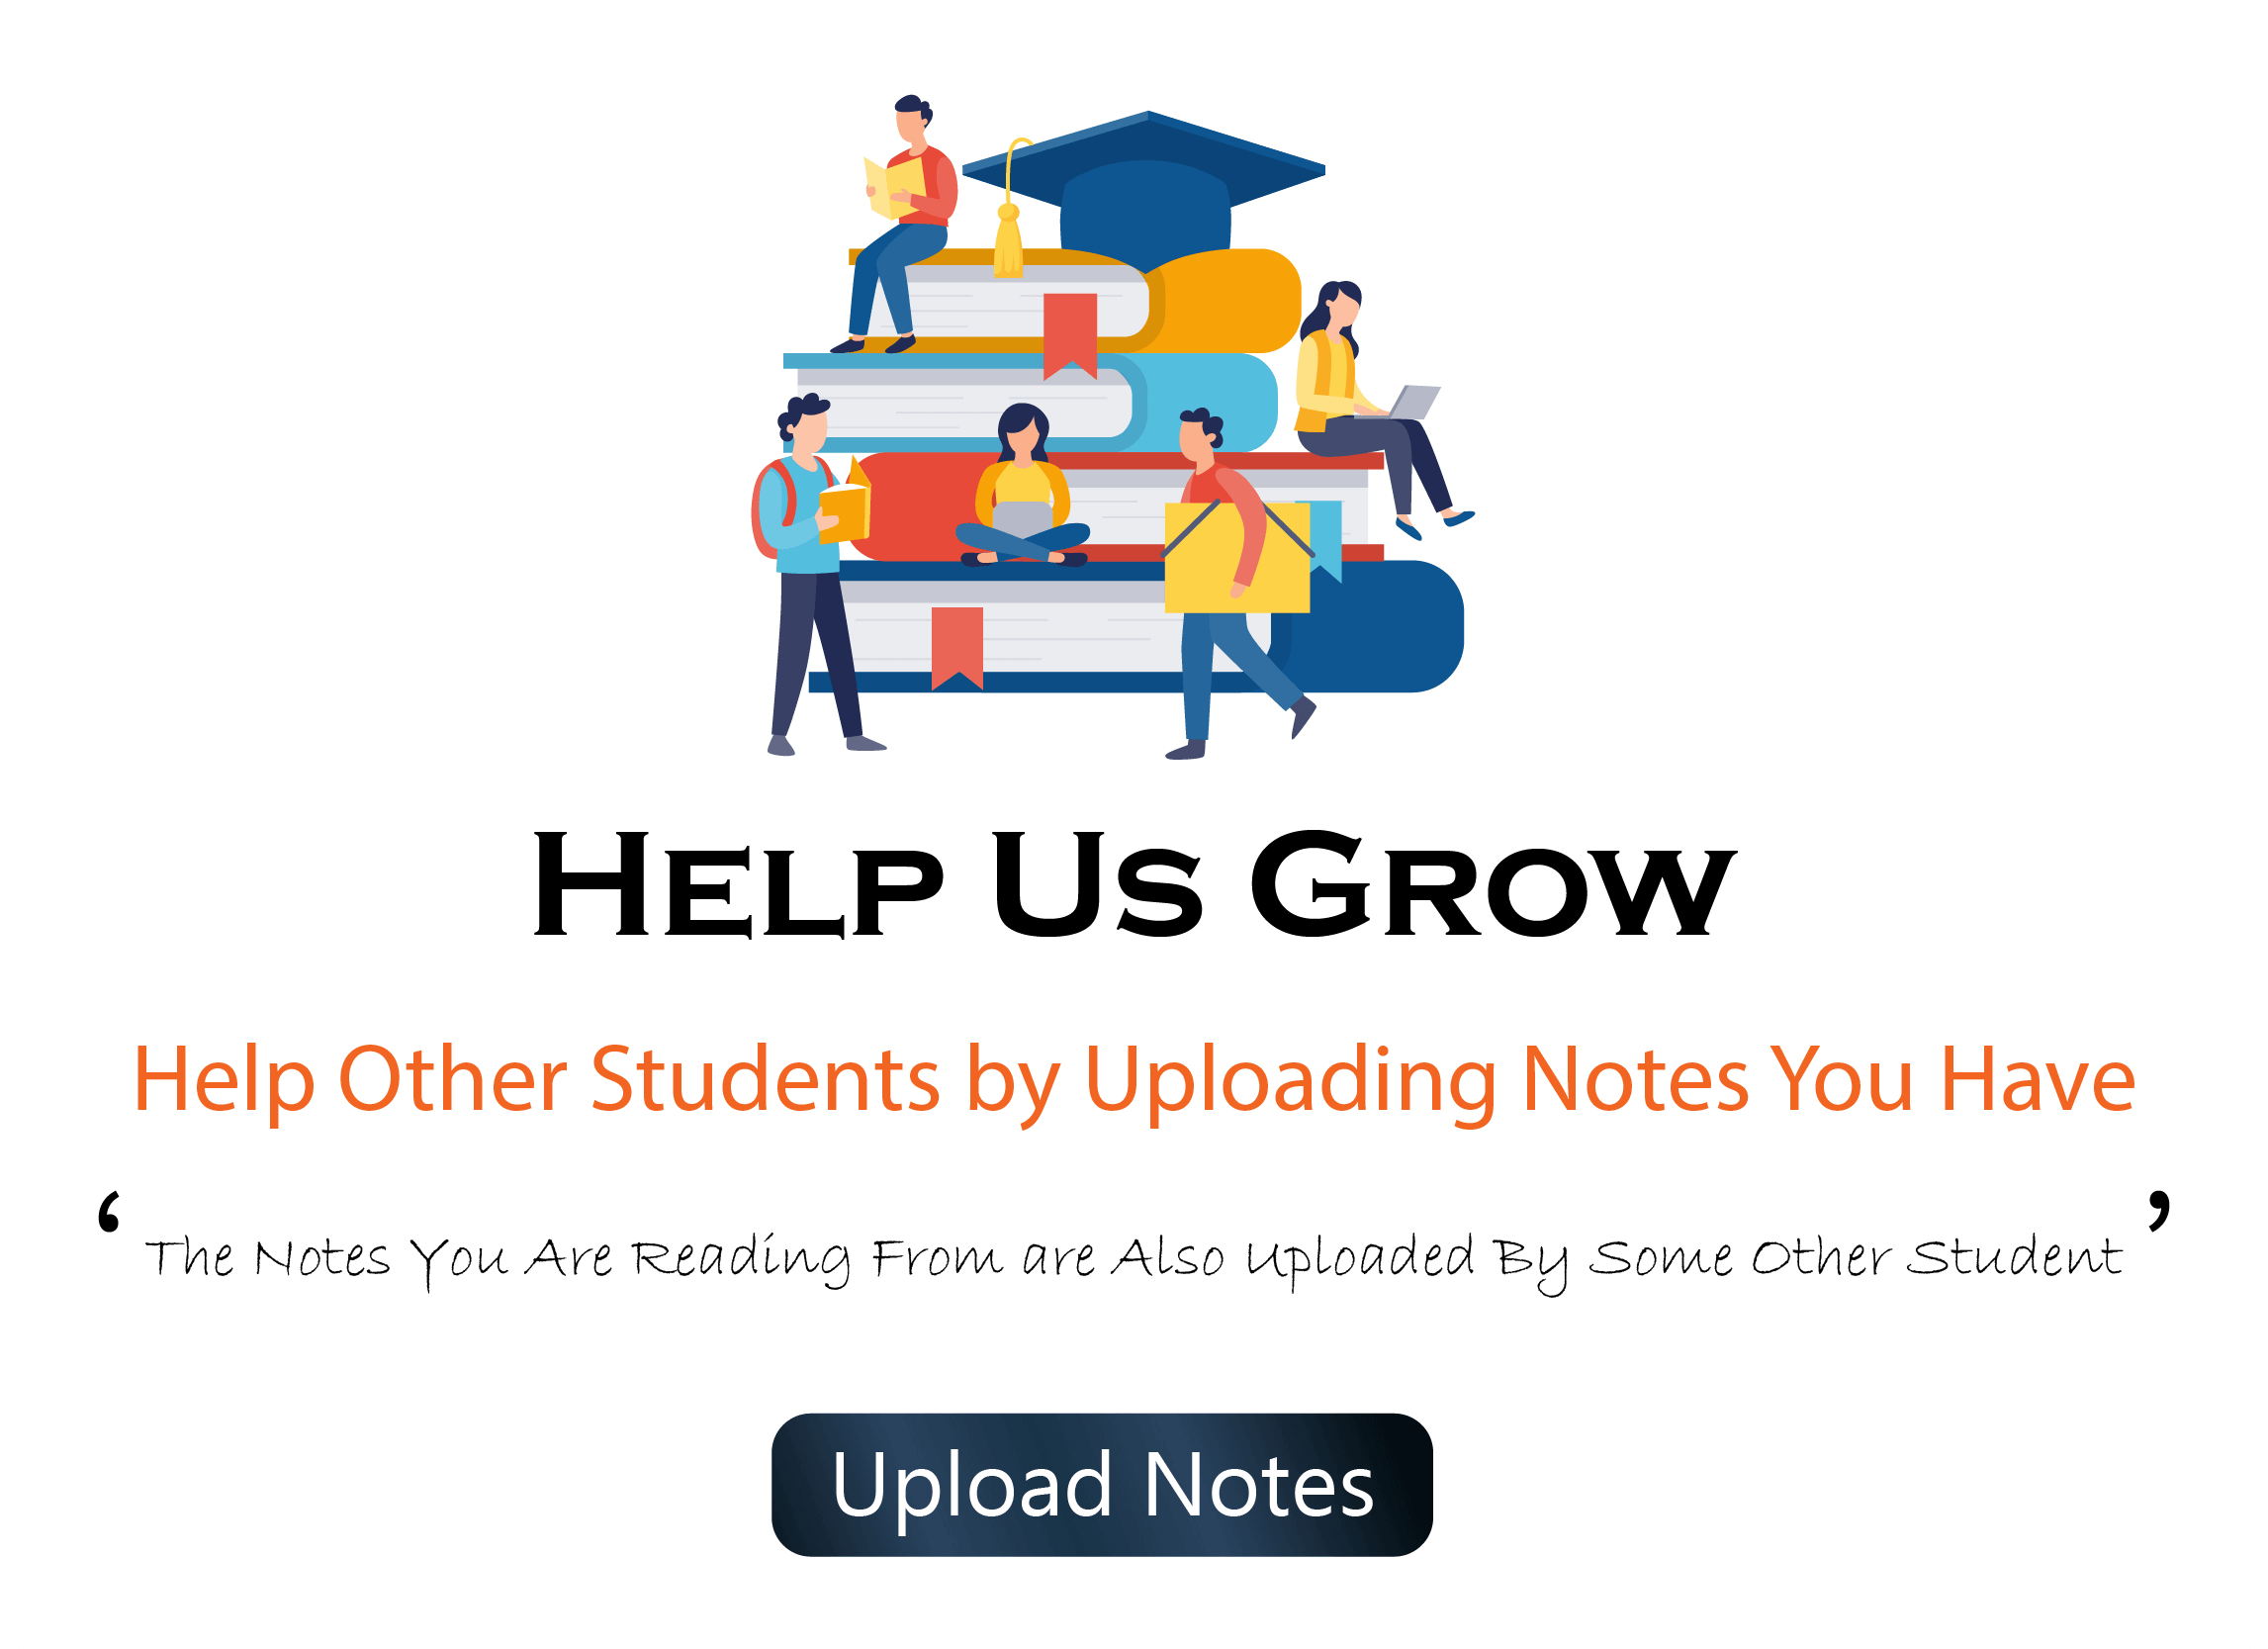 Help Us Grow
Help Other Students by Uploading Notes You Have
‘ The Notes You Are Reading From are Also Uploaded By Some Other Student ’
Upload Notes